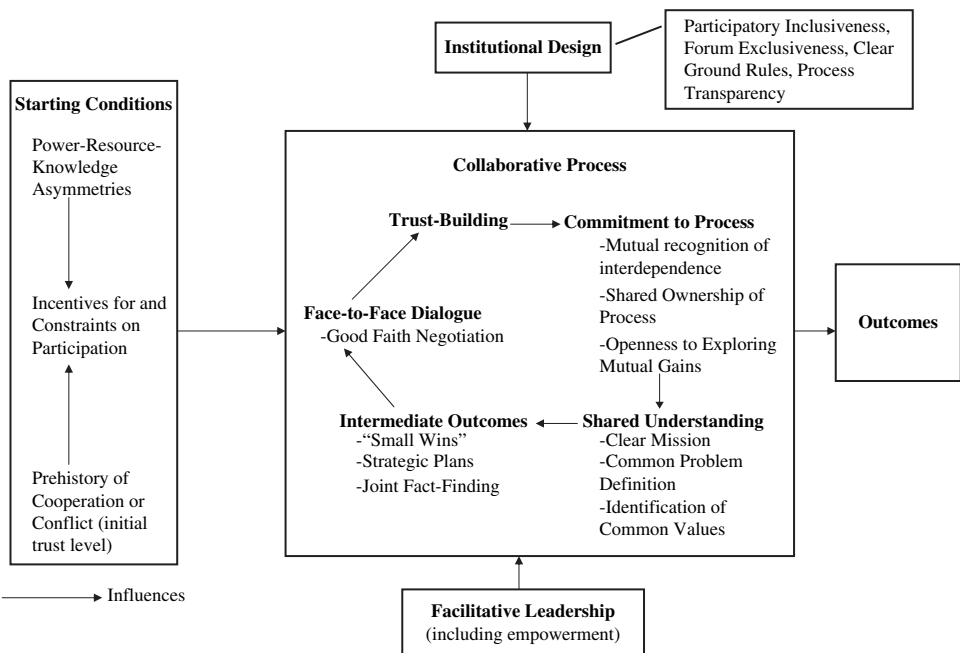 Institutional Design
Participatory Inclusiveness,
Forum Exclusiveness, Clear
Ground Rules, Process
Transparency
Starting Conditions
Power-Resource-
Knowledge
Asymmetries
Incentives for and
Constraints on
Participation
Prehistory of
Cooperation or
Conflict (initial
trust level)
Collaborative Process
Trust-Building
Commitment to Process
-Mutual recognition of
interdependence
-Shared Ownership of
Process
-Openness to Exploring
Mutual Gains
Face-to-Face Dialogue
-Good Faith Negotiation
Intermediate Outcomes
-“Small Wins”
-Strategic Plans
-Joint Fact-Finding
Shared Understanding
-Clear Mission
-Common Problem
Definition
-Identification of
Common Values
Outcomes
Influences
Facilitative Leadership
(including empowerment)